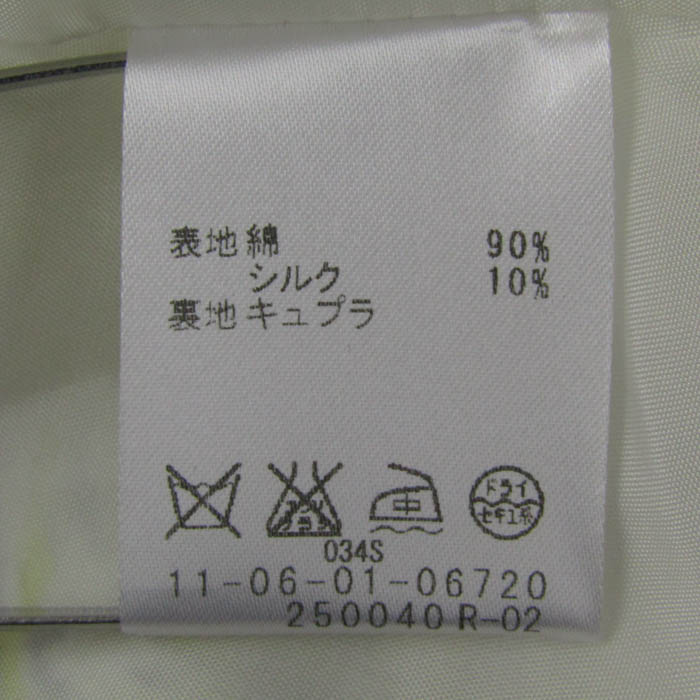 表地 綿 90%
シルク 10%
裏地 キュプラ
ドライ
セキユ系
034S
11-06-01-06720
250040 R-02